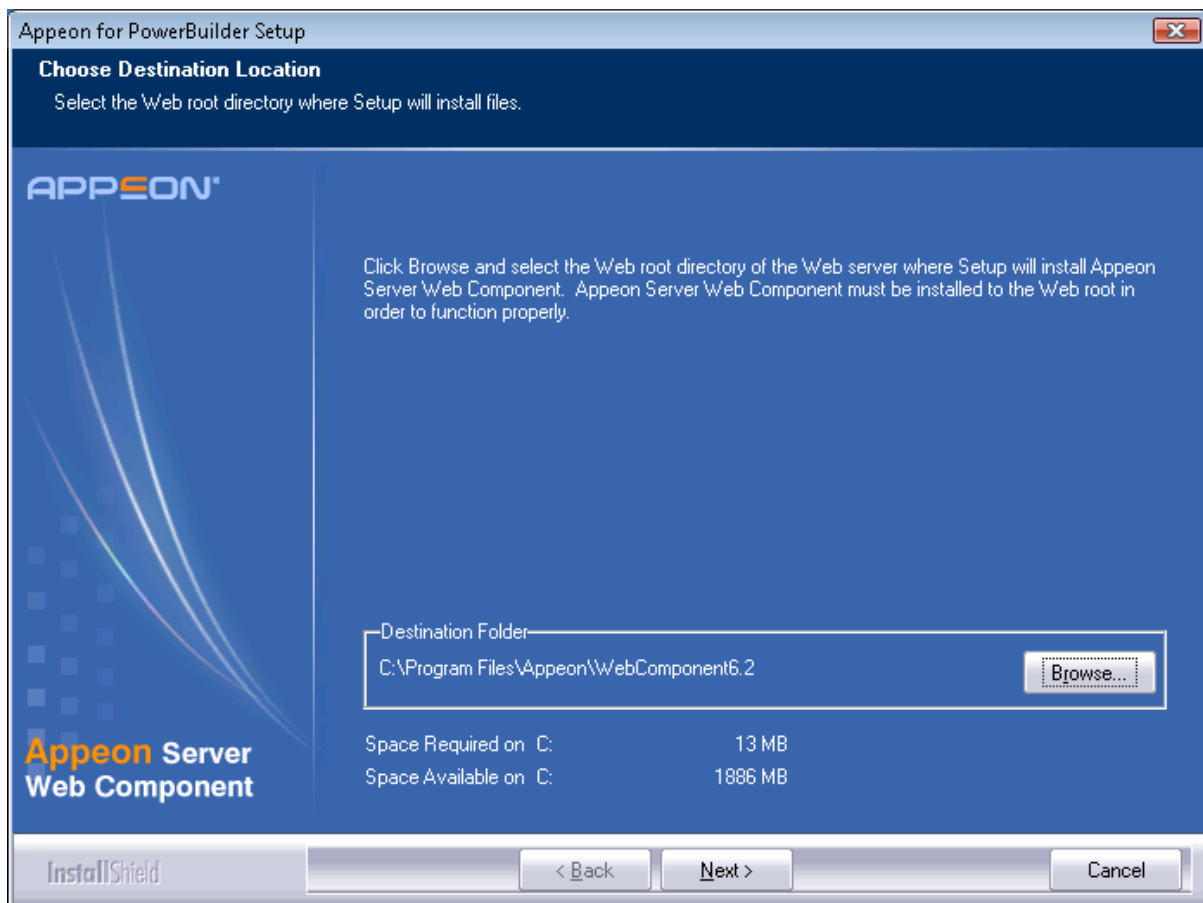 Appeon for PowerBuilder Setup
Choose Destination Location
Select the Web root directory where Setup will install files.
APPEON
Click Browse and select the Web root directory of the Web server where Setup will install Appeon
Server Web Component.  Appeon Server Web Component must be installed to the Web root in
order to function properly.
Destination Folder
C:\Program Files\Appeon\WebComponent6.2
Browse...
Space Required on  C: 13 MB
Space Available on  C: 1886 MB
Appeon Server
Web Component
InstallShield
< Back
Next >
Cancel